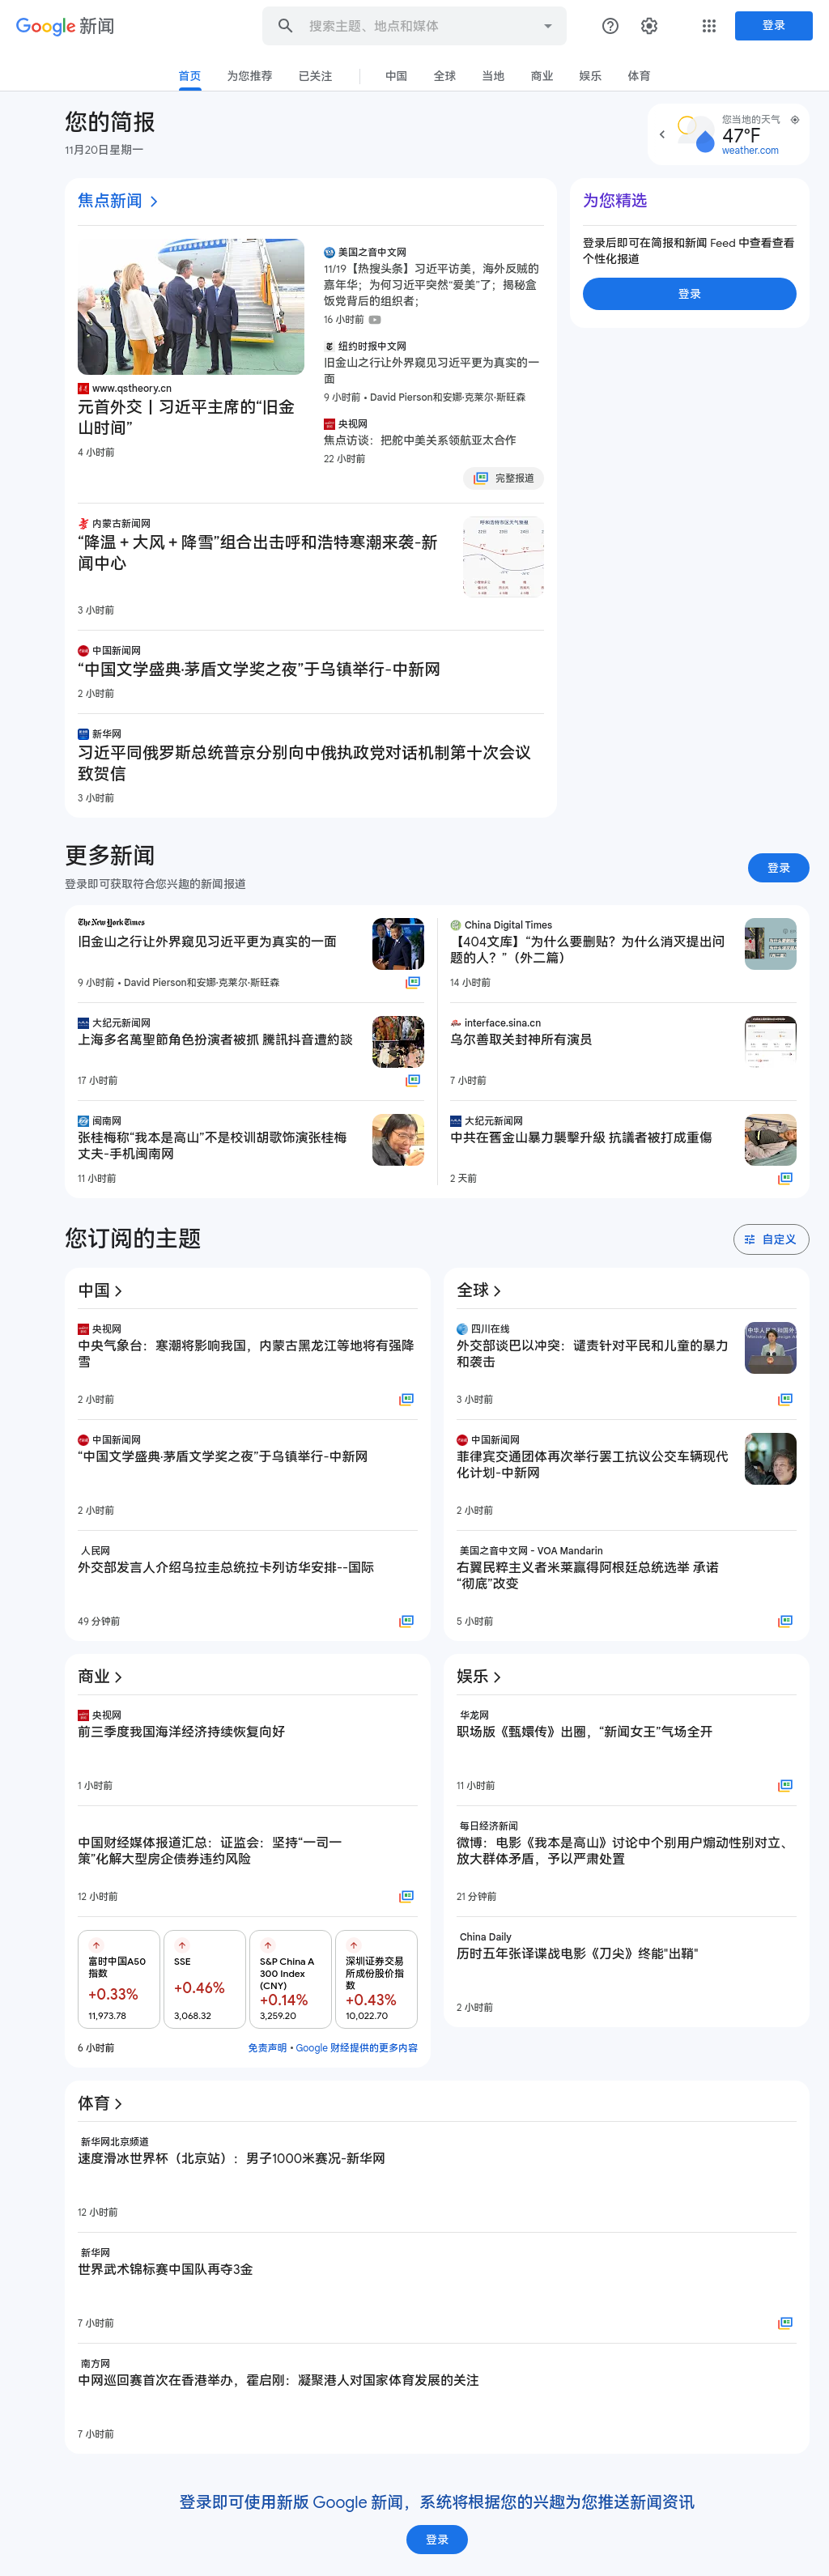 Google 新闻
搜索主题、地点和媒体
登录
首页
为您推荐
已关注
中国
全球
当地
商业
娱乐
体育
您的简报
11月20日星期一
您当地的天气
47°F
weather.com
焦点新闻
www.qstheory.cn
元首外交丨习近平主席的“旧金
山时间”
4 小时前
美国之音中文网
11/19【热搜头条】习近平访美，海外反贼的
嘉年华；为何习近平突然“爱美”了；揭秘盒
饭党背后的组织者；
16 小时前
纽约时报中文网
旧金山之行让外界窥见习近平更为真实的一
面
9 小时前 • David Pierson和安娜·克莱尔·斯旺森
央视网
焦点访谈：把舵中美关系领航亚太合作
22 小时前
完整报道
内蒙古新闻网
“降温＋大风＋降雪”组合出击呼和浩特寒潮来袭-新
闻中心
3 小时前
呼和浩特市区天气预报
中国新闻网
“中国文学盛典·茅盾文学奖之夜”于乌镇举行-中新网
2 小时前
新华网
习近平同俄罗斯总统普京分别向中俄执政党对话机制第十次会议
致贺信
3 小时前
为您精选
登录后即可在简报和新闻 Feed 中查看查看
个性化报道
登录
更多新闻
登录即可获取符合您兴趣的新闻报道
登录
The New York Times
旧金山之行让外界窥见习近平更为真实的一面
9 小时前 • David Pierson和安娜·克莱尔·斯旺森
大纪元新闻网
上海多名萬聖節角色扮演者被抓 騰訊抖音遭約談
17 小时前
闽南网
张桂梅称“我本是高山”不是校训胡歌饰演张桂梅
丈夫-手机闽南网
11 小时前
China Digital Times
【404文库】“为什么要删贴？为什么消灭提出问
题的人？”（外二篇）
14 小时前
interface.sina.cn
乌尔善取关封神所有演员
7 小时前
大纪元新闻网
中共在舊金山暴力襲擊升級 抗議者被打成重傷
2 天前
您订阅的主题
自定义
中国
央视网
中央气象台：寒潮将影响我国，内蒙古黑龙江等地将有强降
雪
2 小时前
中国新闻网
“中国文学盛典·茅盾文学奖之夜”于乌镇举行-中新网
2 小时前
人民网
外交部发言人介绍乌拉圭总统拉卡列访华安排--国际
49 分钟前
全球
四川在线
外交部谈巴以冲突：谴责针对平民和儿童的暴力
和袭击
3 小时前
中国新闻网
菲律宾交通团体再次举行罢工抗议公交车辆现代
化计划-中新网
2 小时前
美国之音中文网 - VOA Mandarin
右翼民粹主义者米莱赢得阿根廷总统选举 承诺
“彻底”改变
5 小时前
商业
央视网
前三季度我国海洋经济持续恢复向好
1 小时前
中国财经媒体报道汇总：证监会：坚持“一司一
策”化解大型房企债券违约风险
12 小时前
富时中国A50
指数
+0.33%
11,973.78
SSE
+0.46%
3,068.32
S&P China A
300 Index
(CNY)
+0.14%
3,259.20
深圳证券交易
所成份股价指
数
+0.43%
10,022.70
6 小时前
免责声明 • Google 财经提供的更多内容
娱乐
华龙网
职场版《甄嬛传》出圈，“新闻女王”气场全开
11 小时前
每日经济新闻
微博：电影《我本是高山》讨论中个别用户煽动性别对立、
放大群体矛盾，予以严肃处置
21 分钟前
China Daily
历时五年张译谍战电影《刀尖》终能"出鞘"
2 小时前
体育
新华网北京频道
速度滑冰世界杯（北京站）：男子1000米赛况-新华网
12 小时前
新华网
世界武术锦标赛中国队再夺3金
7 小时前
南方网
中网巡回赛首次在香港举办，霍启刚：凝聚港人对国家体育发展的关注
7 小时前
登录即可使用新版 Google 新闻，系统将根据您的兴趣为您推送新闻资讯
登录